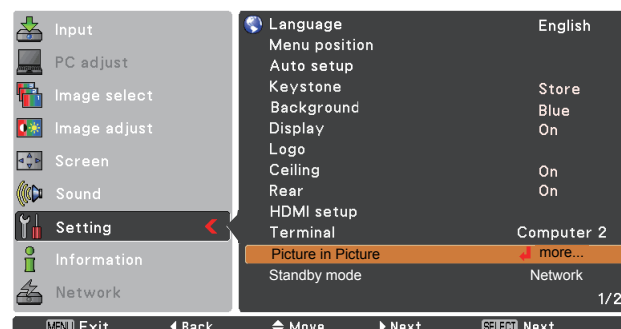 Input
PC adjust
Image select
Image adjust
Screen
Sound
Setting
Information
Network
Language English
Menu position
Auto setup
Keystone Store
Background Blue
Display On
Logo
Ceiling On
Rear On
HDMI setup
Terminal Computer 2
Picture in Picture more...
Standby mode Network
1/2
MENU Exit Back Move Next SELECT Next